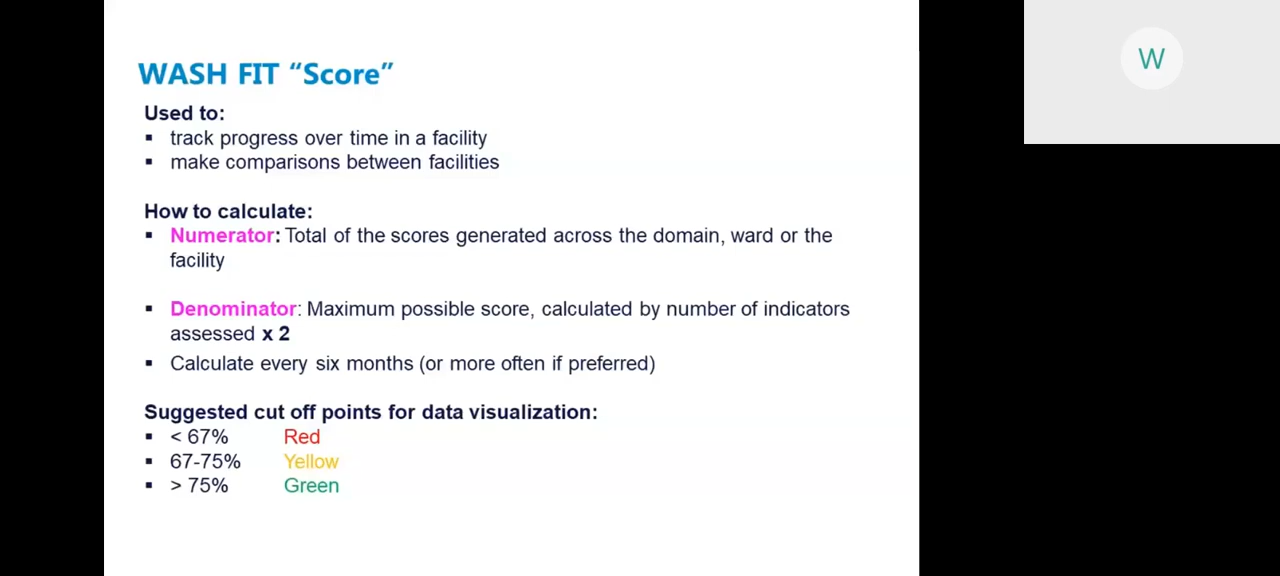 WASH FIT “Score”
Used to:
▪ track progress over time in a facility
▪ make comparisons between facilities
How to calculate:
▪ Numerator: Total of the scores generated across the domain, ward or the
facility
▪ Denominator: Maximum possible score, calculated by number of indicators
assessed x 2
▪ Calculate every six months (or more often if preferred)
Suggested cut off points for data visualization:
▪ < 67% Red
▪ 67-75% Yellow
▪ > 75% Green
W